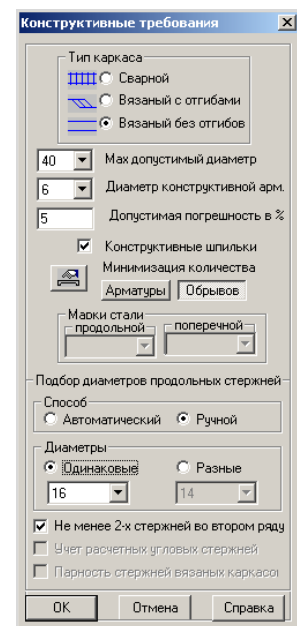 Конструктивные требования
Тип каркаса
Сварной
Вязаный с отгибами
Вязаный без отгибов
40 Max допустимый диаметр
6 Диаметр конструктивной арм.
5 Допустимая погрешность в %
Конструктивные шпильки
Минимизация количества
Арматуры Обрывов
Марки стали
продольной поперечной
Подбор диаметров продольных стержней
Способ
Автоматический Ручной
Диаметры
Одинаковые Разные
16 14
Не менее 2-х стержней во втором ряду
Учет расчетных угловых стержней
Парность стержней вязаных каркасов
OK Отмена Справка